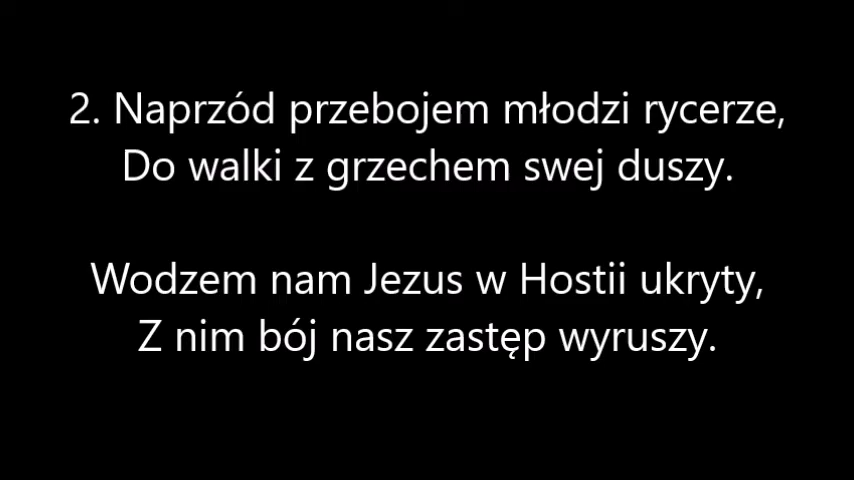 2. Naprzód przebojem młodzi rycerze,
Do walki z grzechem swej duszy.
Wodzem nam Jezus w Hostii ukryty,
Z nim bój nasz zastęp wyruszy.